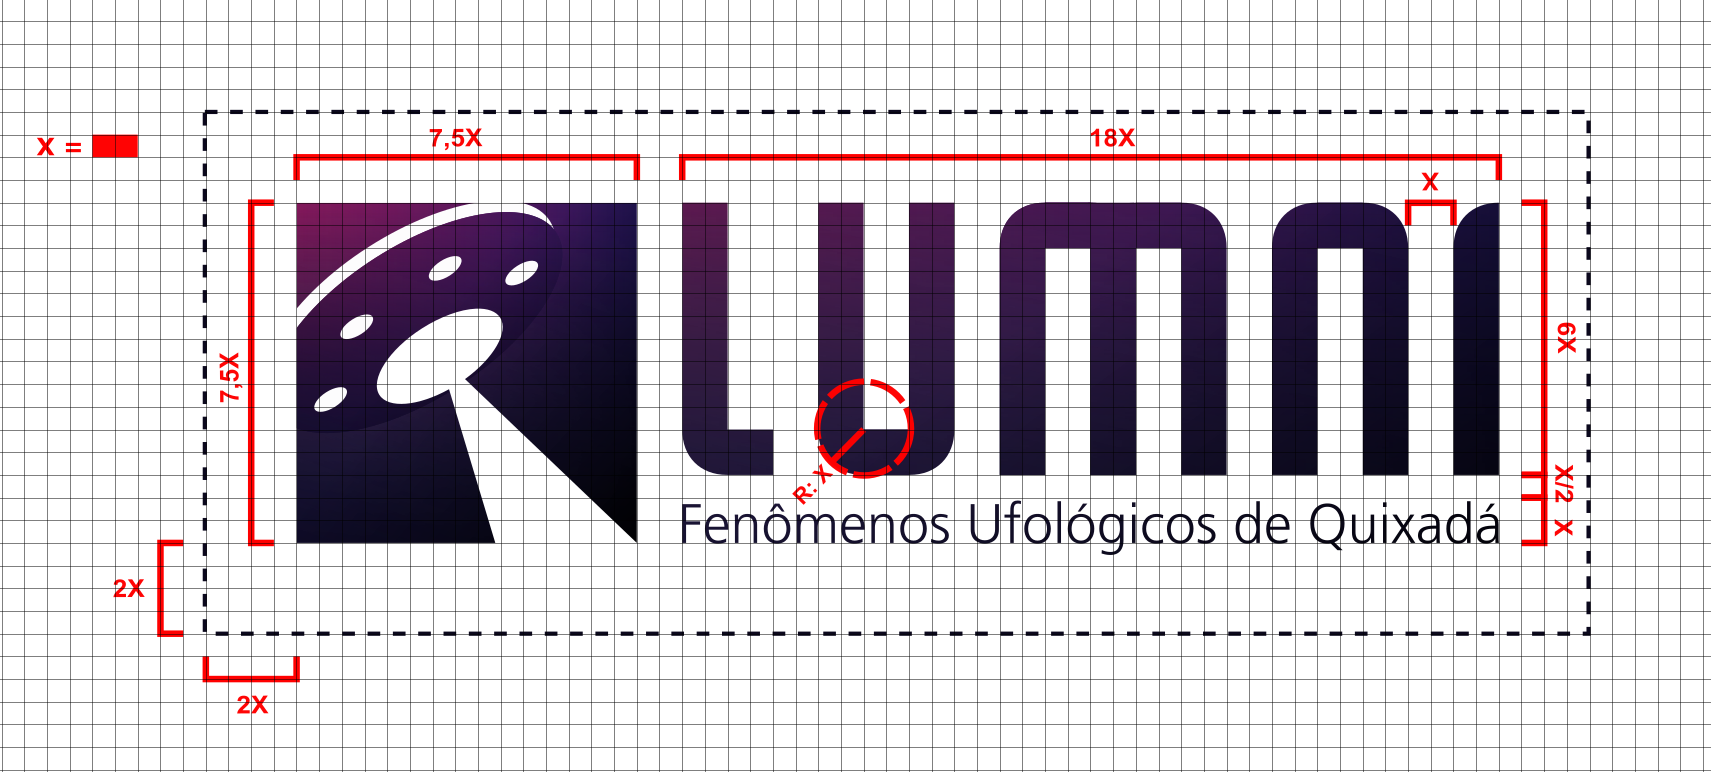 X =
7,5X
18X
X
7,5X
LUMNI
6X
R: X
X/2
X
Fenômenos Ufológicos de Quixadá
2X
2X